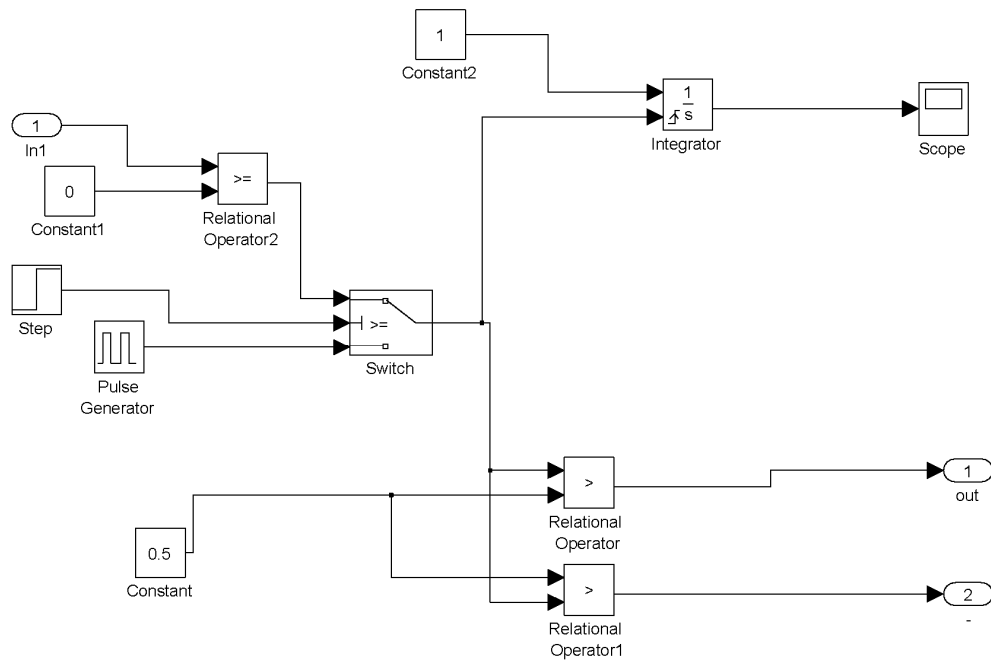 1
Constant2
1
s
Integrator
Scope
1
In1
0
Constant1
>=
Relational
Operator2
Step
Pulse
Generator
>=
Switch
0.5
Constant
>
Relational
Operator
1
out
>
Relational
Operator1
2
-